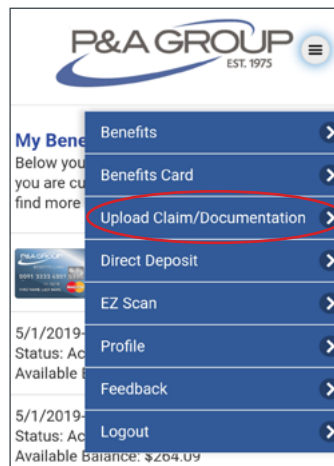 P&A GROUP
EST. 1975
My Bene
Below you
you are cu
find more
Benefits
Benefits Card
Upload Claim/Documentation
Direct Deposit
EZ Scan
Profile
Feedback
Logout
P&A GROUP
5/1/2019-
Status: Ac
Available
5/1/2019-
Status: Ac
Available Balance: $264.09